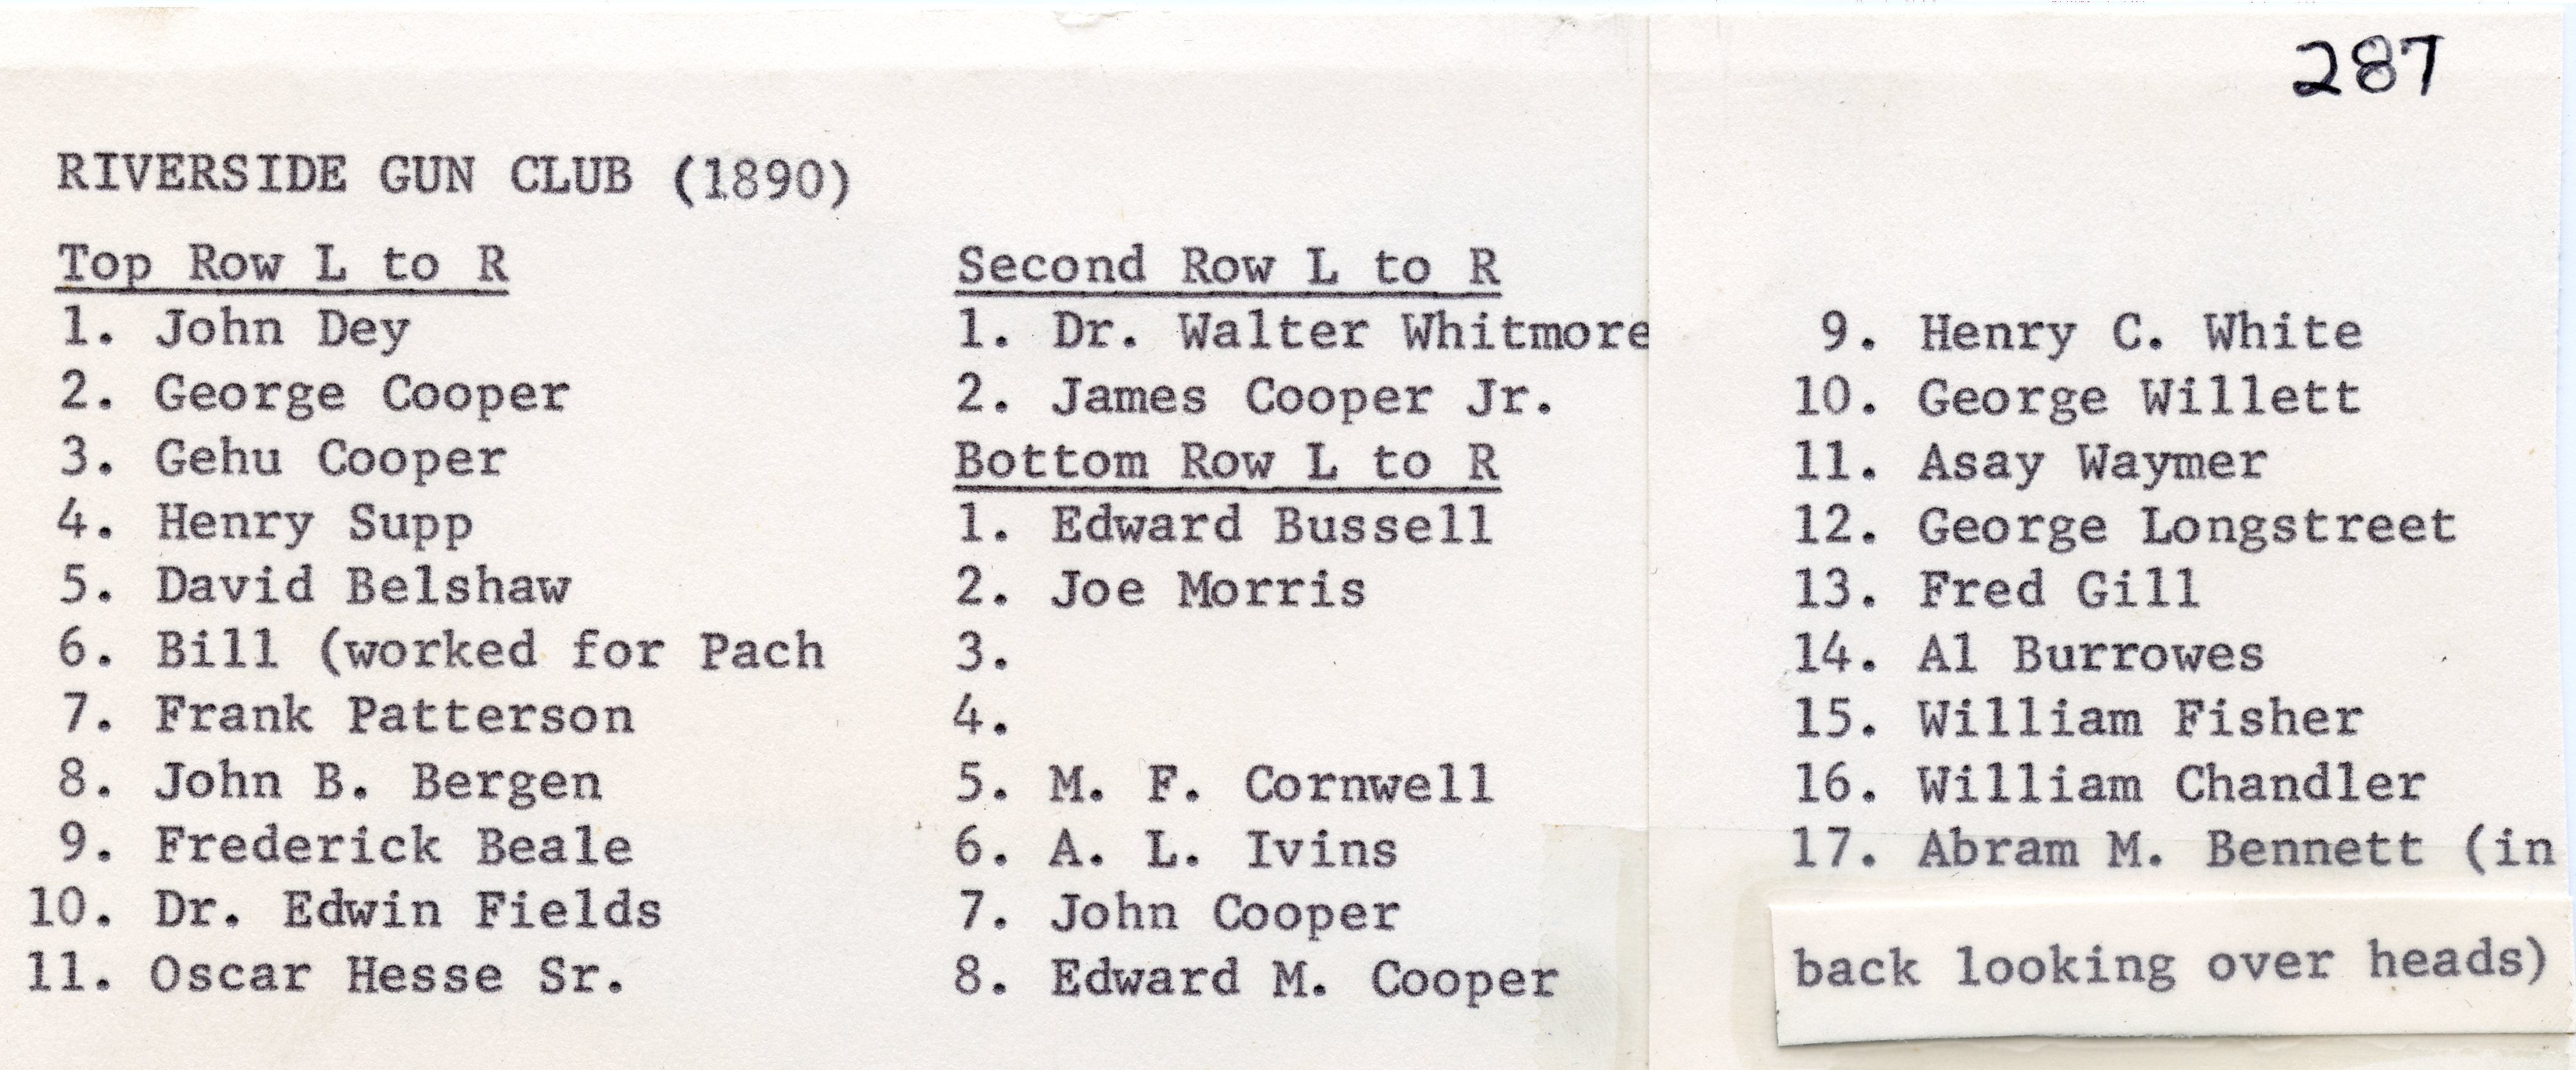 287
RIVERSIDE GUN CLUB (1890)
Top Row L to R
1. John Dey
2. George Cooper
3. Gehu Cooper
4. Henry Supp
5. David Belshaw
6. Bill (worked for Pach
7. Frank Patterson
8. John B. Bergen
9. Frederick Beale
10. Dr. Edwin Fields
11. Oscar Hesse Sr.
Second Row L to R
1. Dr. Walter Whitmore
2. James Cooper Jr.
Bottom Row L to R
1. Edward Bussell
2. Joe Morris
3.
4.
5. M. F. Cornwell
6. A. L. Ivins
7. John Cooper
8. Edward M. Cooper
9. Henry C. White
10. George Willett
11. Asay Waymer
12. George Longstreet
13. Fred Gill
14. Al Burrowes
15. William Fisher
16. William Chandler
17. Abram M. Bennett (in
back looking over heads)